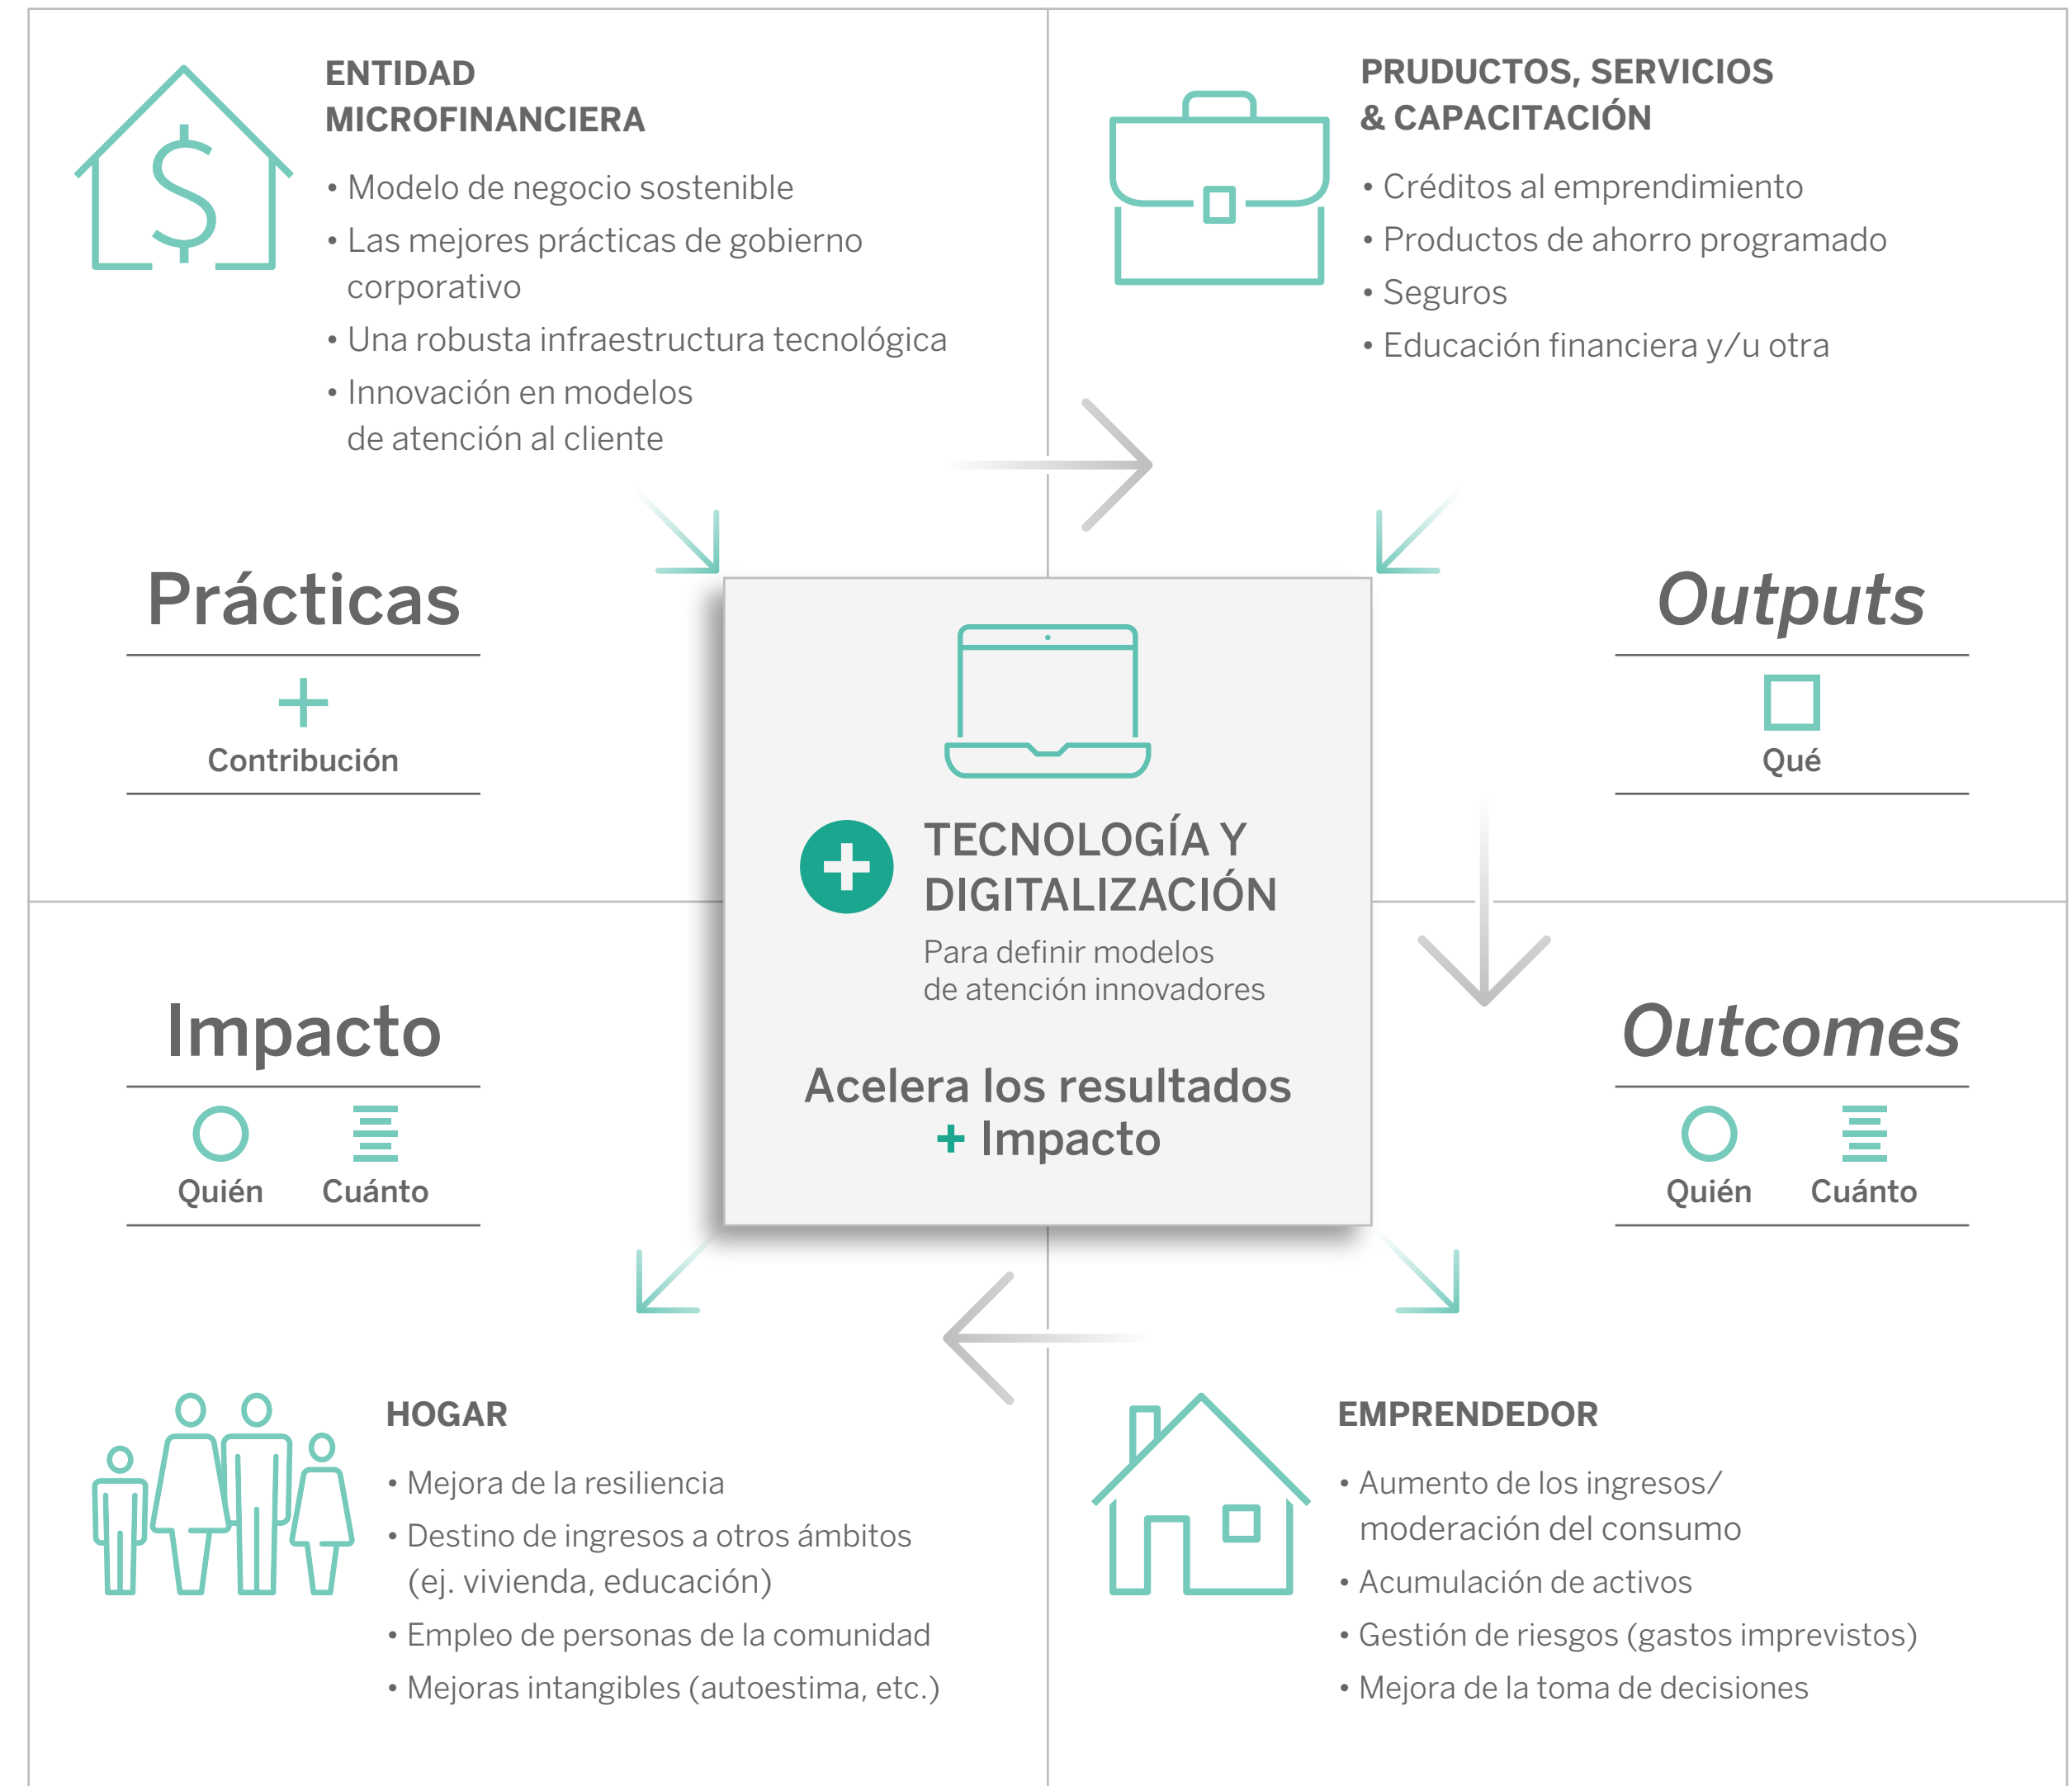 ENTIDAD
MICROFINANCIERA
• Modelo de negocio sostenible
• Las mejores prácticas de gobierno
corporativo
• Una robusta infraestructura tecnológica
• Innovación en modelos
de atención al cliente
Prácticas
Contribución
PRUDUCTOS, SERVICIOS
& CAPACITACIÓN
• Créditos al emprendimiento
• Productos de ahorro programado
• Seguros
• Educación financiera y/u otra
Outputs
Qué
TECNOLOGÍA Y
DIGITALIZACIÓN
Para definir modelos
de atención innovadores
Acelera los resultados
+ Impacto
Impacto
Quién Cuánto
HOGAR
• Mejora de la resiliencia
• Destino de ingresos a otros ámbitos
(ej. vivienda, educación)
• Empleo de personas de la comunidad
• Mejoras intangibles (autoestima, etc.)
Outcomes
Quién Cuánto
EMPRENDEDOR
• Aumento de los ingresos/
moderación del consumo
• Acumulación de activos
• Gestión de riesgos (gastos imprevistos)
• Mejora de la toma de decisiones